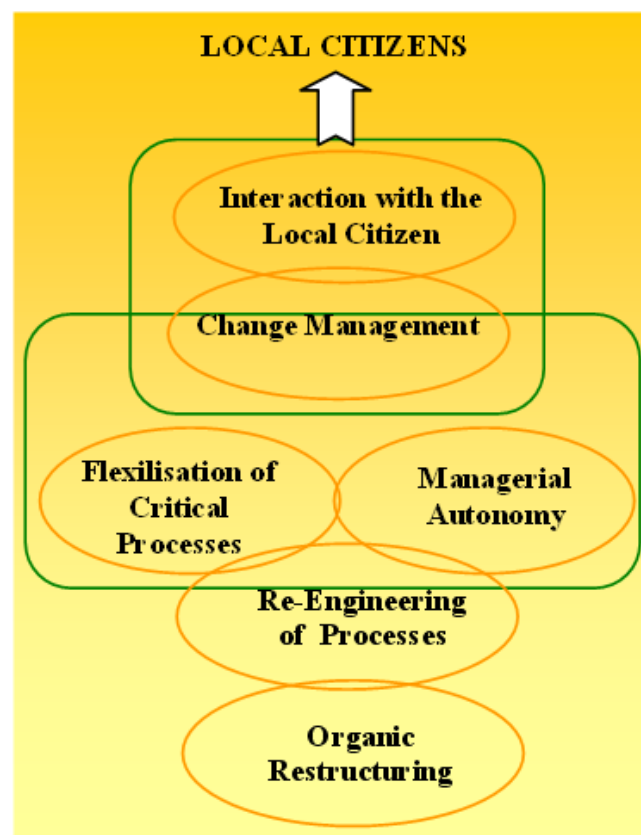 LOCAL CITIZENS
Interaction with the
Local Citizen
Change Management
Flexilisation of
Critical
Processes
Managerial
Autonomy
Re-Engineering
of Processes
Organic
Restructuring